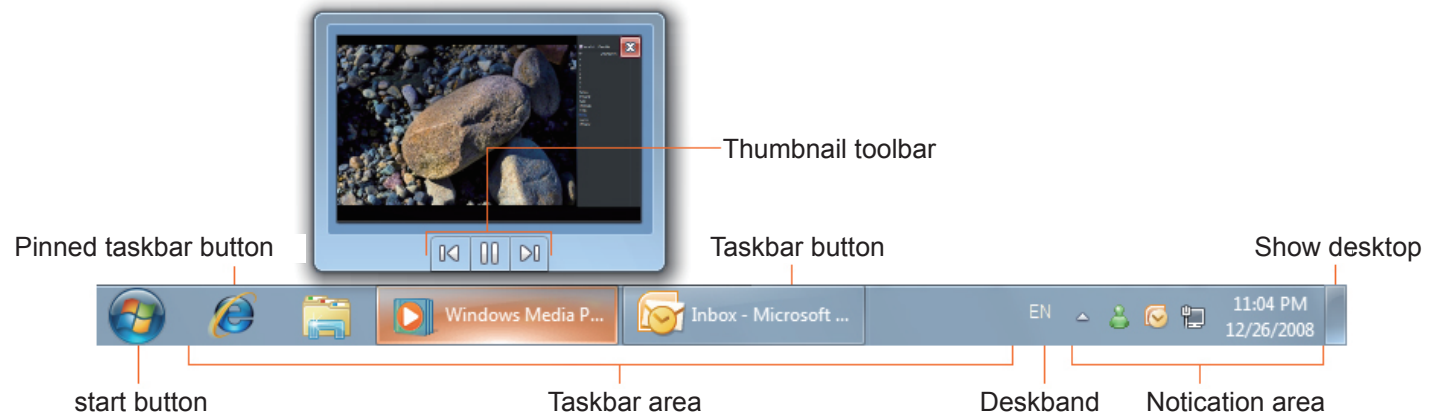 Thumbnail toolbar
Pinned taskbar button
Taskbar button
Show desktop
Windows Media P...
Inbox - Microsoft ...
EN
11:04 PM
12/26/2008
start button
Taskbar area
Deskband
Notication area